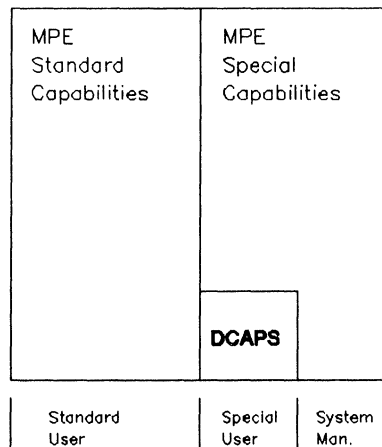 MPE
Standard
Capabilities
MPE
Special
Capabilities
DCAPS
Standard
User
Special
User
System
Man.